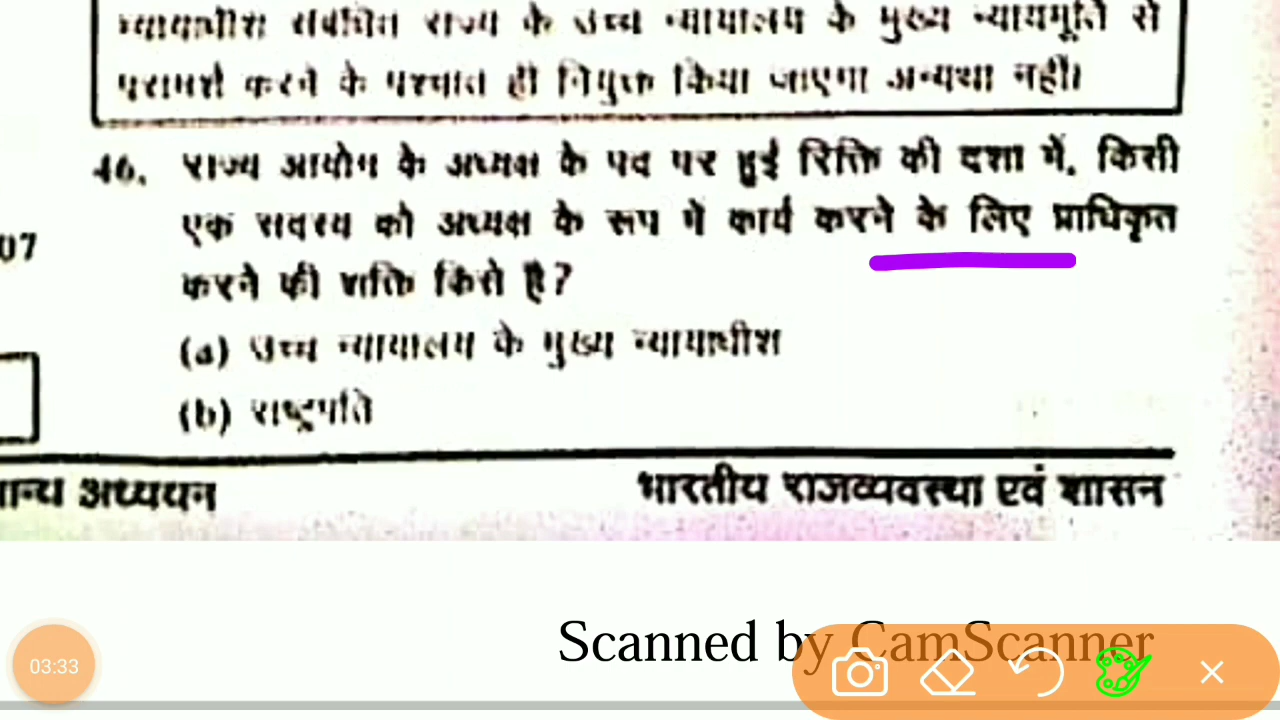 न्यायाधीश संबंधित राज्य के उच्च न्यायालय के मुख्य न्यायमूर्ति से
परामर्श करने के पश्चात ही नियुक्त किया जाएगा अन्यथा नहीं।
46. राज्य आयोग के अध्यक्ष के पद पर हुई रिक्ति की दशा में, किसी
एक सदस्य को अध्यक्ष के रूप में कार्य करने के लिए प्राधिकृत
07
करने की शक्ति किसे है?
(a) उच्च न्यायालय के मुख्य न्यायाधीश
(b) राष्ट्रपति
ान्य अध्ययन भारतीय राजव्यवस्था एवं शासन
Scanned by CamScanner
03:33